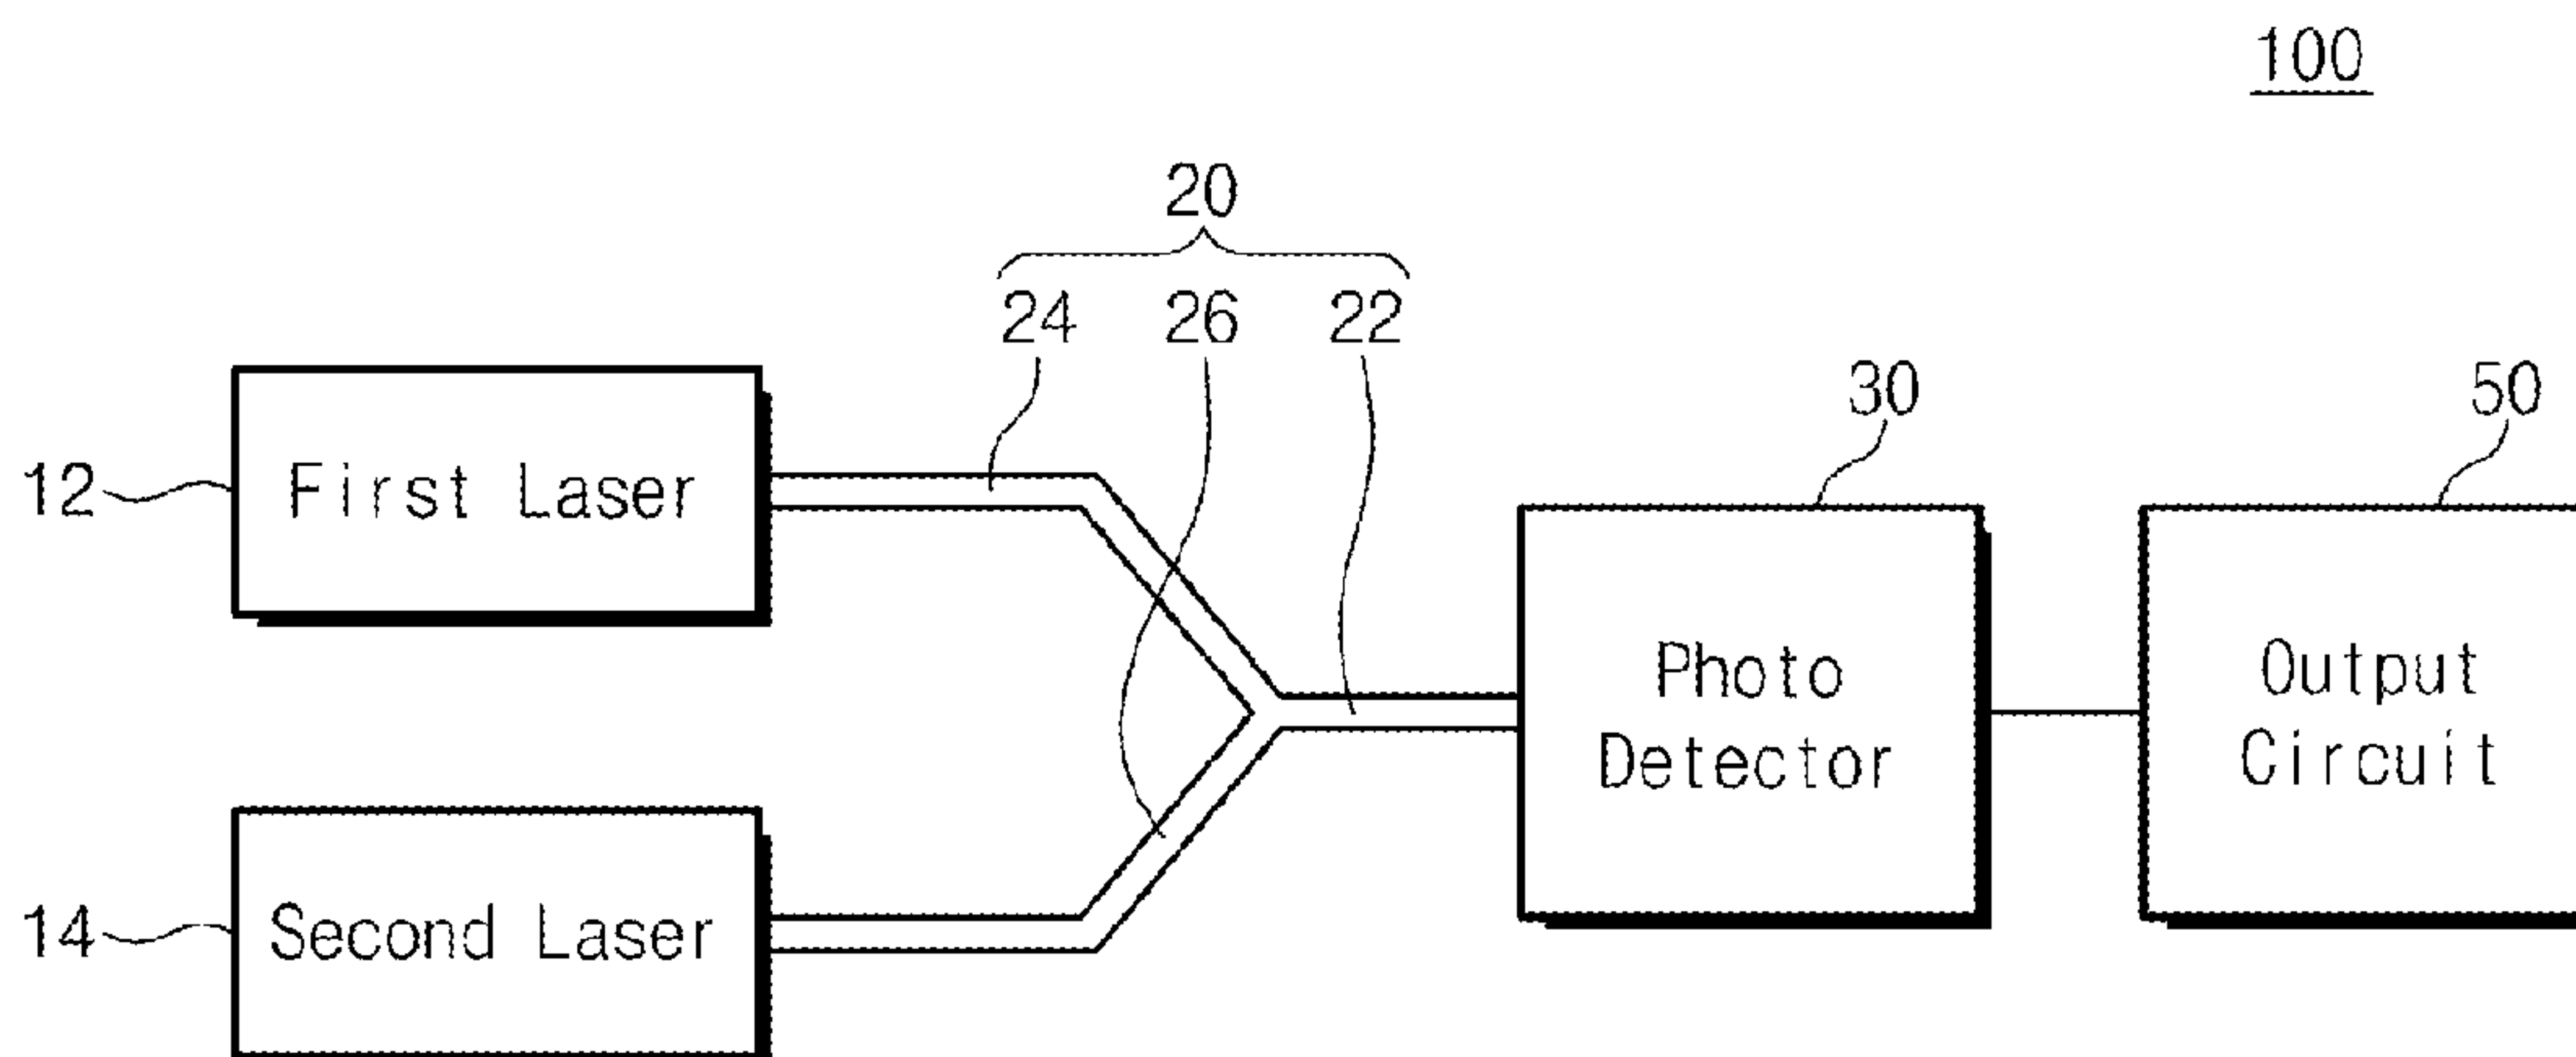 100
20
24 26 22
30
50
12
First Laser
Photo
Detector
Output
Circuit
14
Second Laser